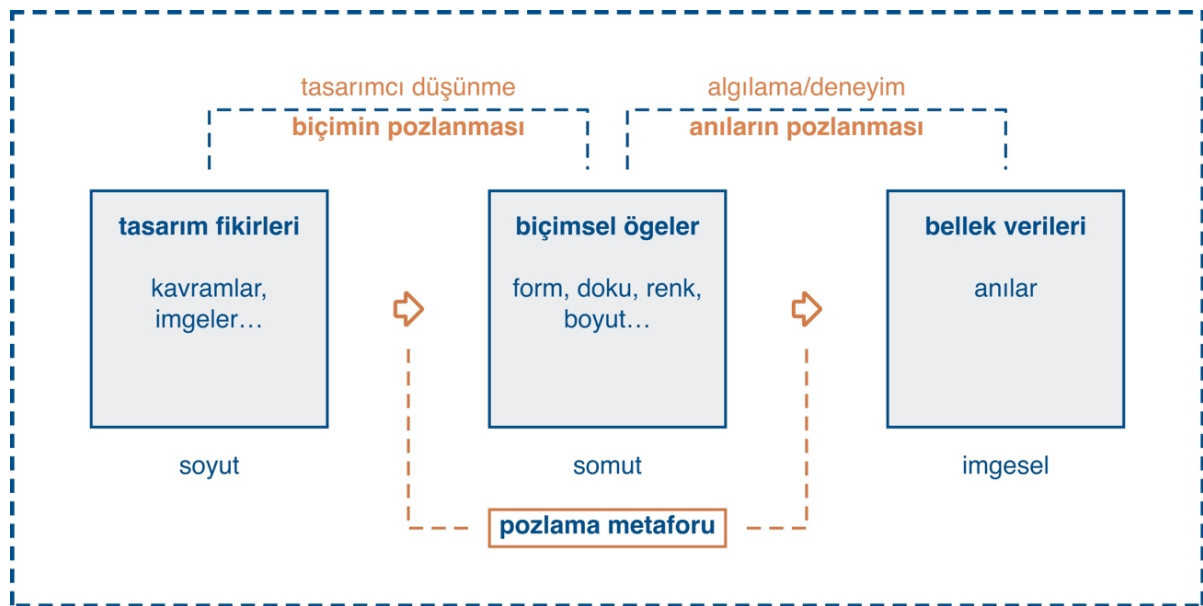 tasarımcı düşünme
biçimin pozlanması
algılama/deneyim
anıların pozlanması
tasarım fikirleri
kavramlar,
imgeler…
soyut
biçimsel ögeler
form, doku, renk,
boyut…
somut
bellek verileri
anılar
imgesel
pozlama metaforu